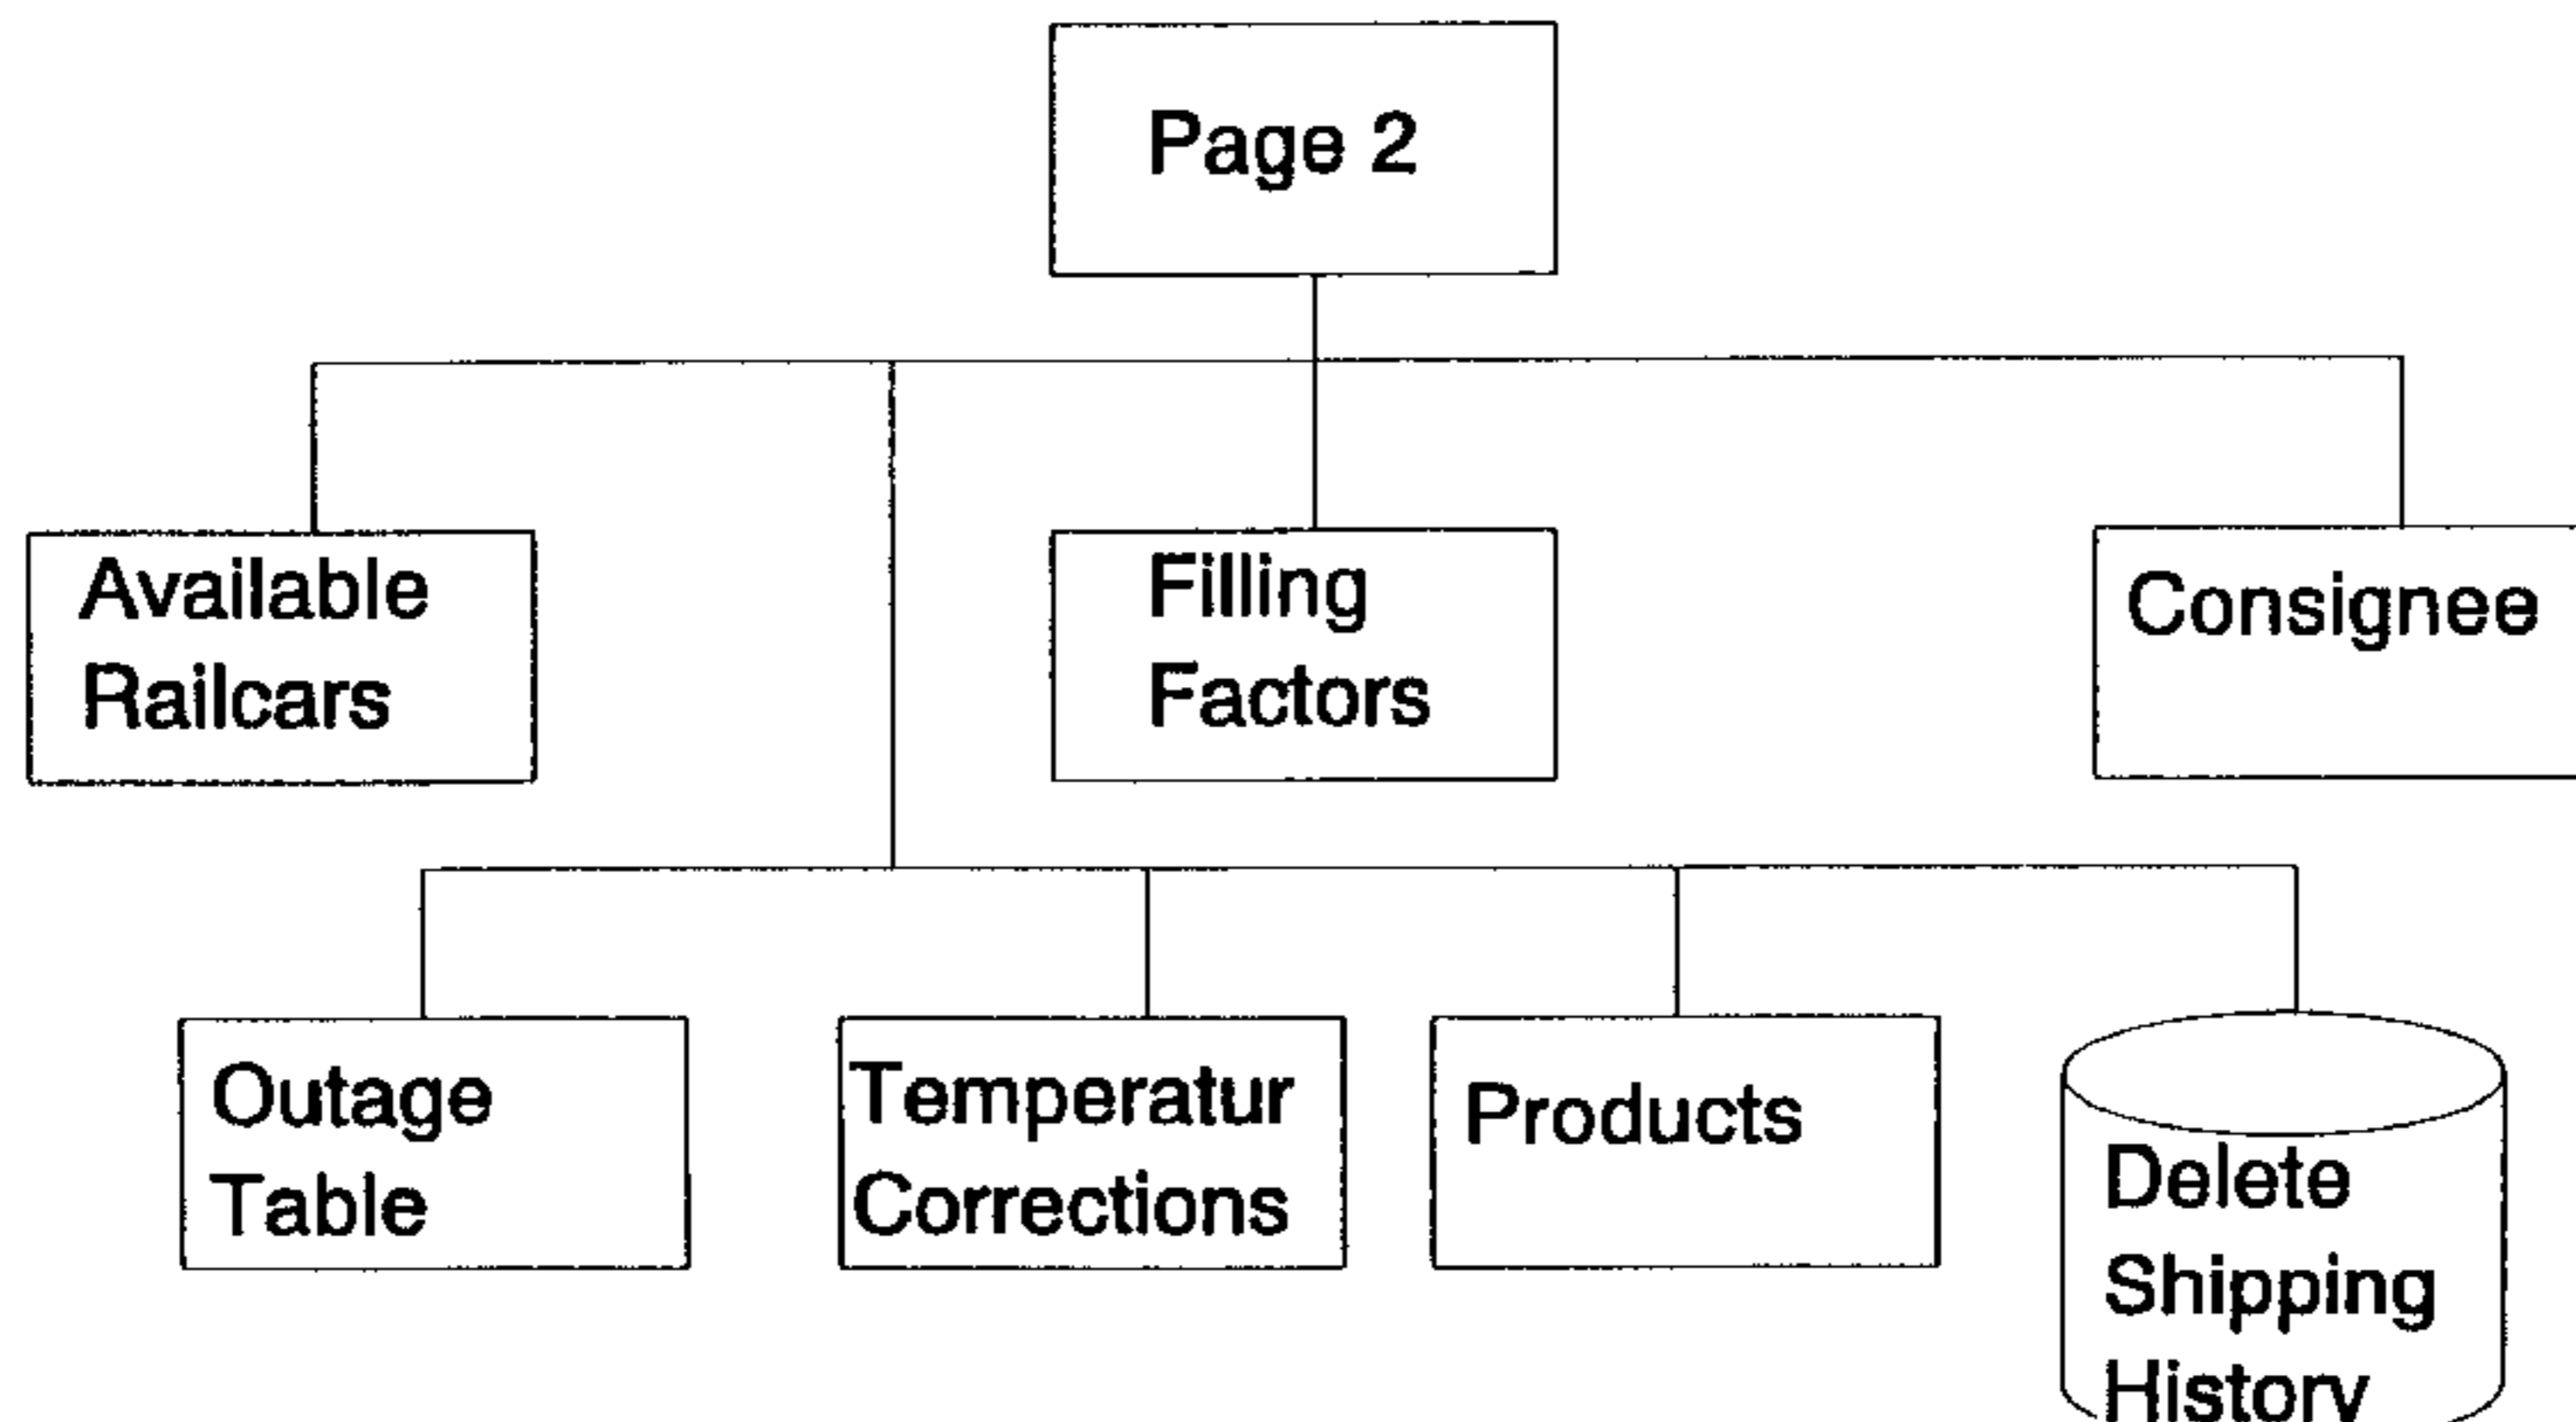 Page 2
Available
Railcars
Filling
Factors
Consignee
Outage
Table
Temperatur
Corrections
Products
Delete
Shipping
History